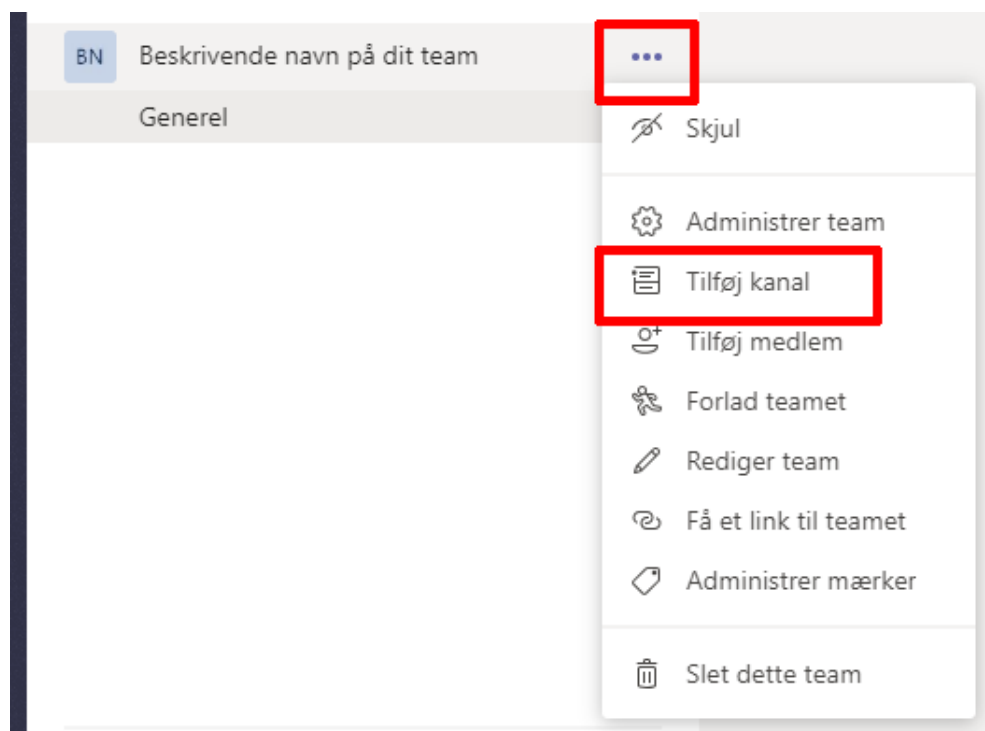 BN Beskrivende navn på dit team ...
Generel
Skjul
Administrer team
Tilføj kanal
Tilføj medlem
Forlad teamet
Rediger team
Få et link til teamet
Administrer mærker
Slet dette team